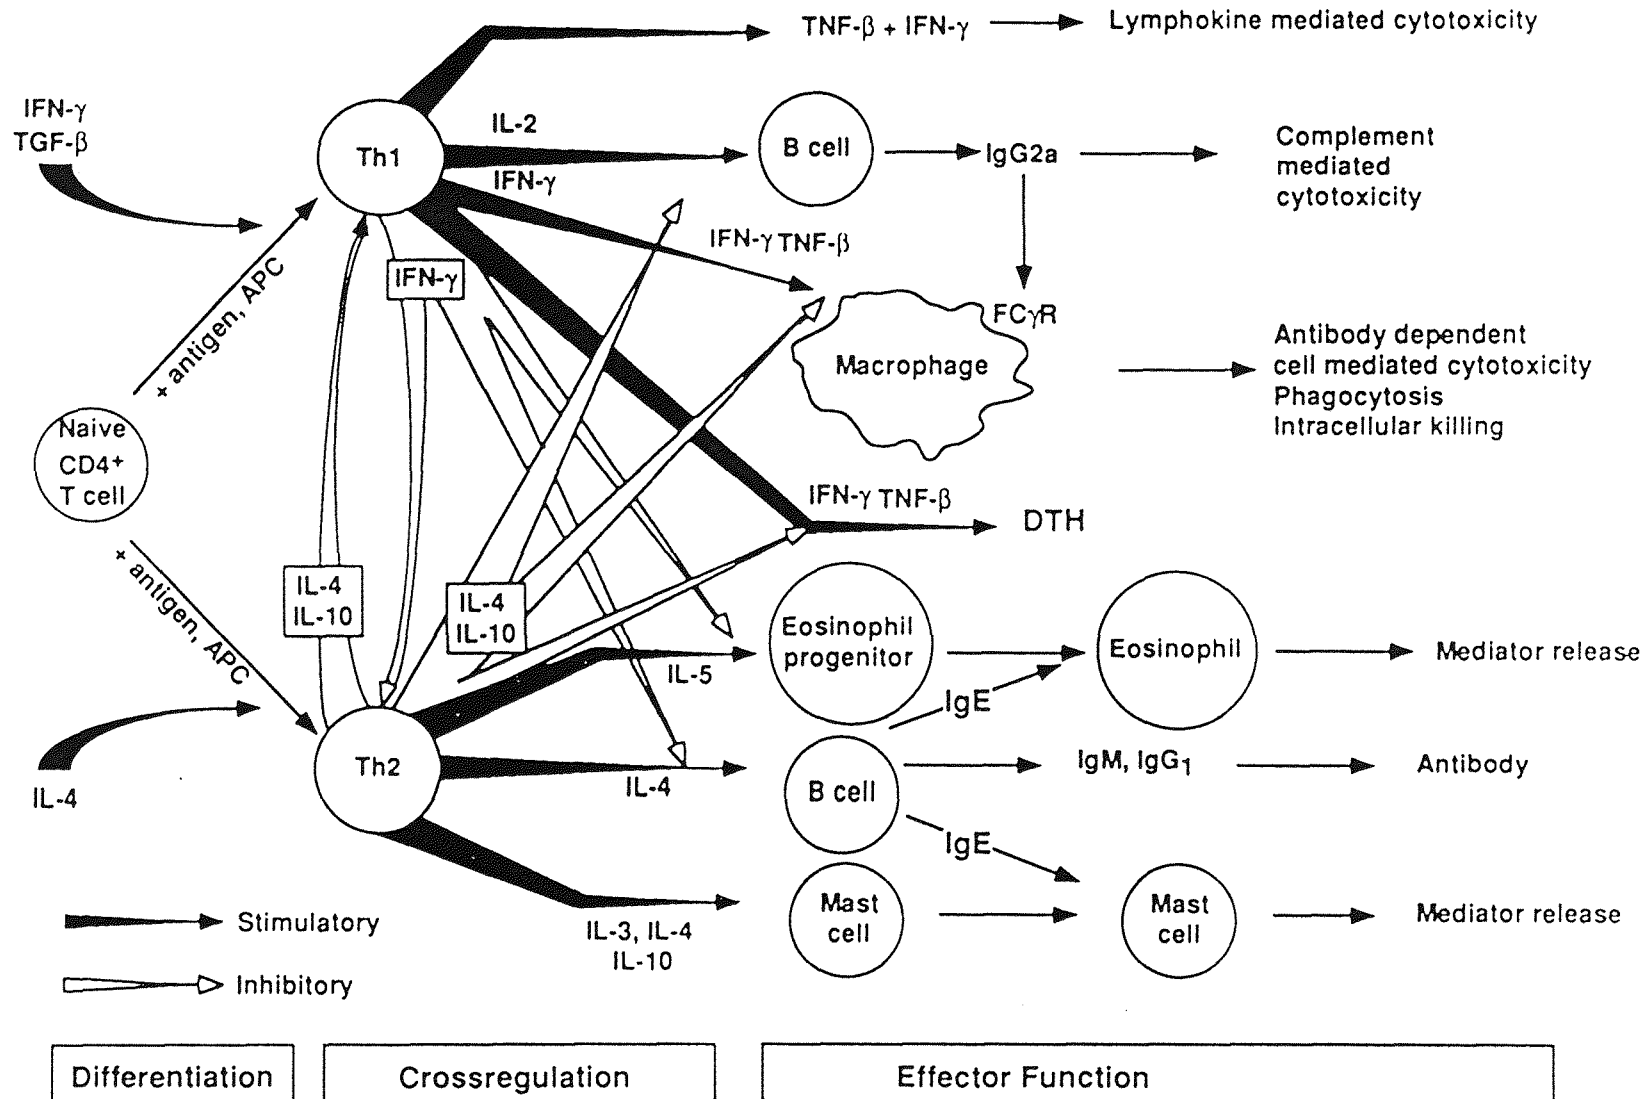 TNF-β + IFN-γ
Lymphokine mediated cytotoxicity
IFN-γ
TGF-β
Th1
IL-2
IFN-γ
B cell
IgG2a
Complement
mediated
cytotoxicity
+ antigen, APC
IFN-γ
IFN-γ TNF-β
FCγR
Macrophage
Antibody dependent
cell mediated cytotoxicity
Phagocytosis
Intracellular killing
Naive
CD4+
T cell
IFN-γ TNF-β
DTH
+ antigen, APC
IL-4
IL-10
IL-4
IL-10
Eosinophil
progenitor
Eosinophil
Mediator release
IL-5
IgE
IL-4
Th2
IL-4
B cell
IgM, IgG1
Antibody
IgE
Mast
cell
Mast
cell
Mediator release
IL-3, IL-4
IL-10
Stimulatory
Inhibitory
Differentiation
Crossregulation
Effector Function